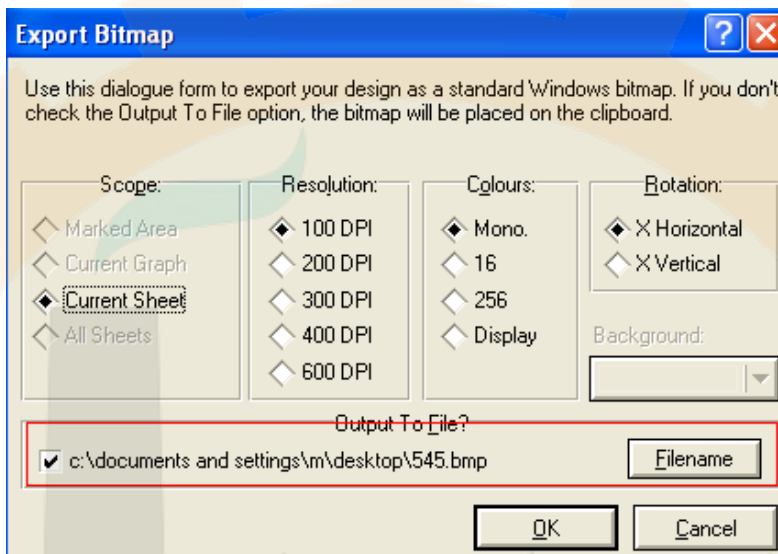 Export Bitmap
Use this dialogue form to export your design as a standard Windows bitmap. If you don't
check the Output To File option, the bitmap will be placed on the clipboard.
Scope:
Marked Area
Current Graph
Current Sheet
All Sheets
Resolution:
100 DPI
200 DPI
300 DPI
400 DPI
600 DPI
Colours:
Mono.
16
256
Display
Rotation:
X Horizontal
X Vertical
Background:
Output To File?
c:\documents and settings\m\desktop\545.bmp
Filename
OK
Cancel